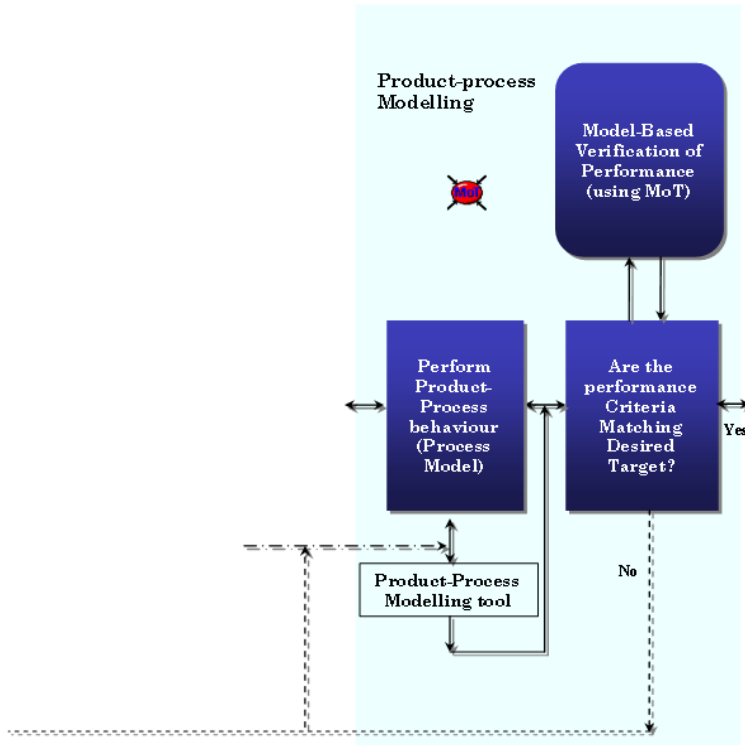 Product-process
Modelling
Model-Based
Verification of
Performance
(using MoT)
MoT
Perform
Product-
Process
behaviour
(Process
Model)
Are the
performance
Criteria
Matching
Desired
Target?
Yes
No
Product-Process
Modelling tool